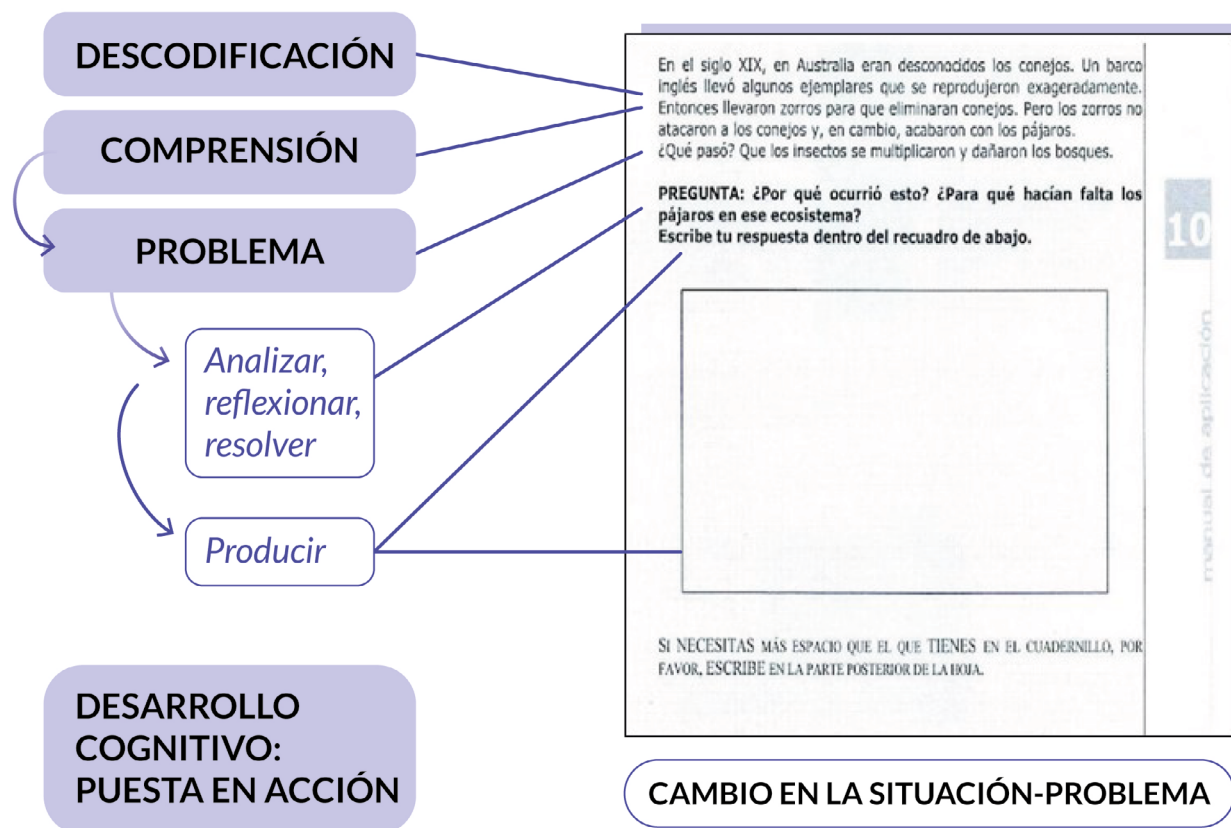 DESCODIFICACIÓN
COMPRENSIÓN
PROBLEMA
Analizar,
reflexionar,
resolver
Producir
DESARROLLO
COGNITIVO:
PUESTA EN ACCIÓN
En el siglo XIX, en Australia eran desconocidos los conejos. Un barco
inglés llevó algunos ejemplares que se reprodujeron exageradamente.
Entonces llevaron zorros para que eliminaran conejos. Pero los zorros no
atacaron a los conejos y, en cambio, acabaron con los pájaros.
¿Qué pasó? Que los insectos se multiplicaron y dañaron los bosques.
PREGUNTA: ¿Por qué ocurrió esto? ¿Para qué hacían falta los
pájaros en ese ecosistema?
Escribe tu respuesta dentro del recuadro de abajo.
SI NECESITAS MÁS ESPACIO QUE EL QUE TIENES EN EL CUADERNILLO, POR
FAVOR, ESCRIBE EN LA PARTE POSTERIOR DE LA HOJA.
10
manual de aplicación
CAMBIO EN LA SITUACIÓN-PROBLEMA